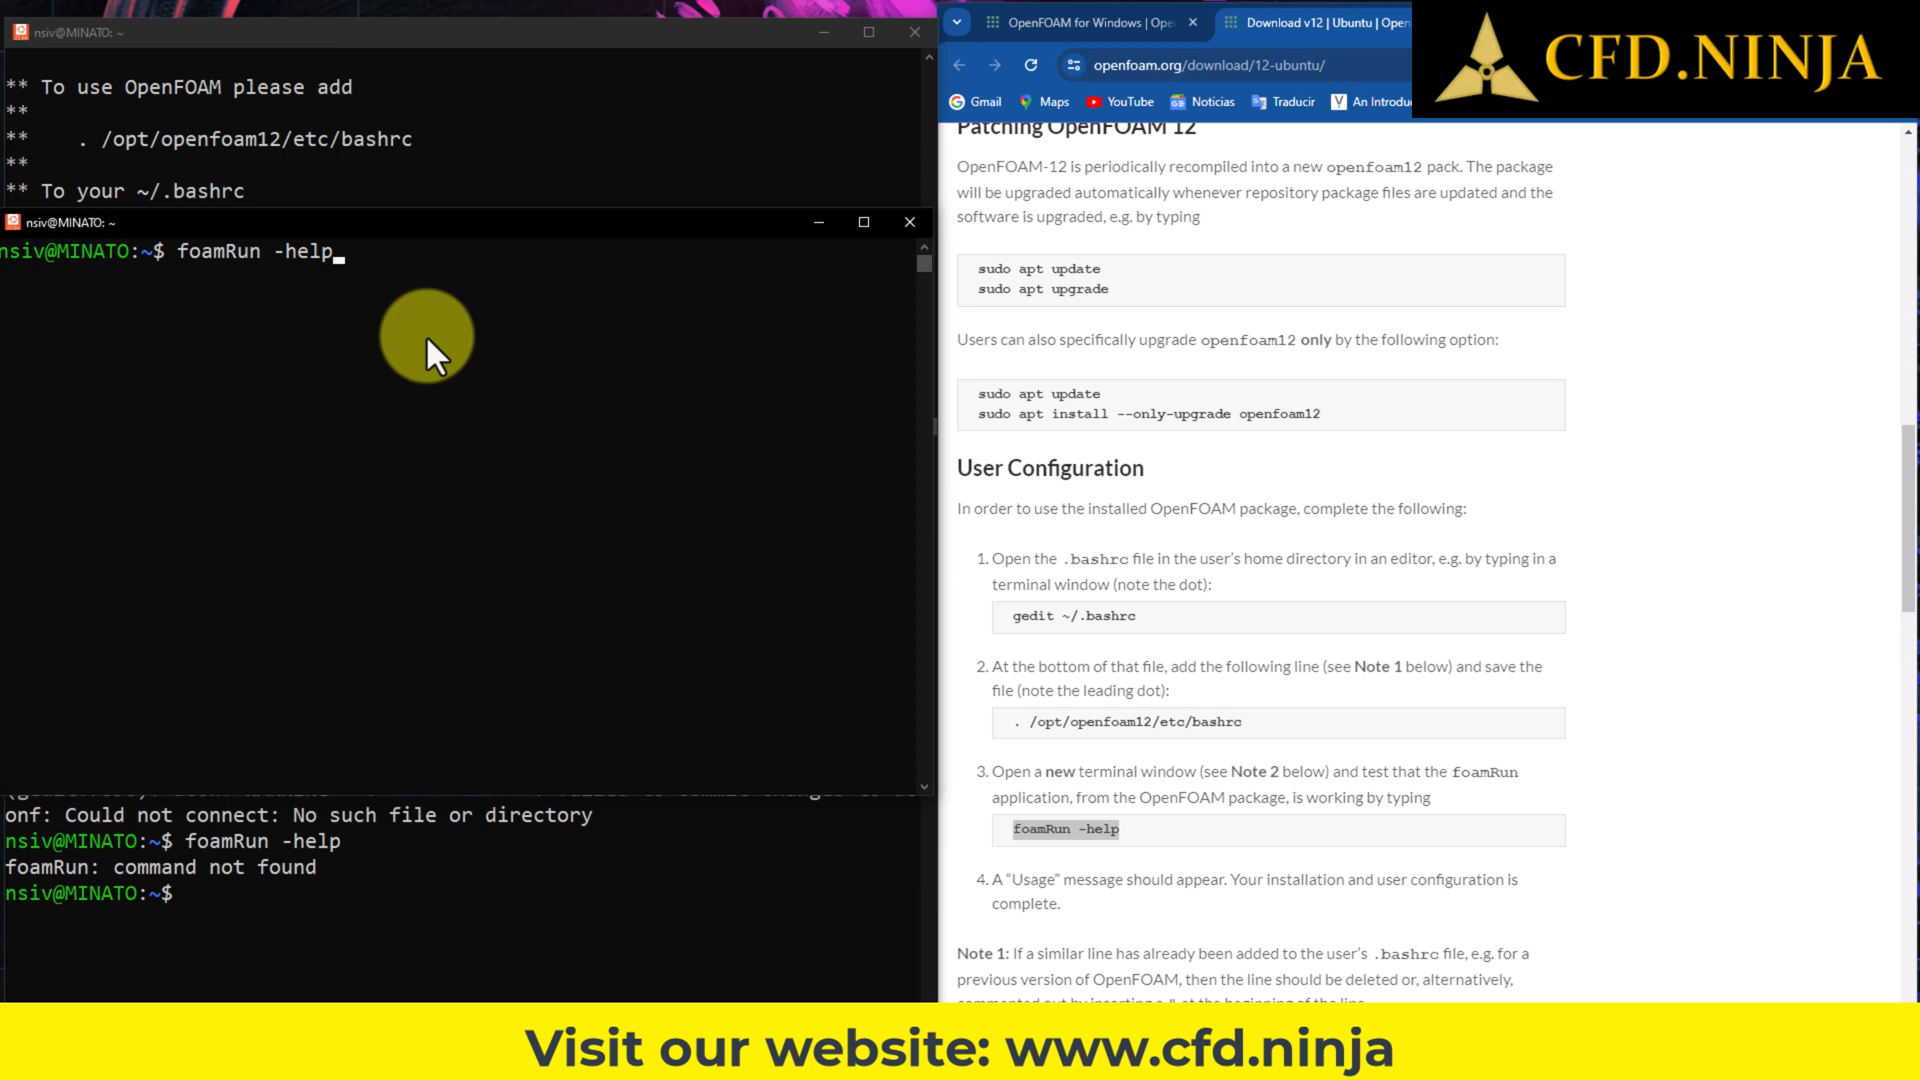 nsiv@MINATO: ~
** To use OpenFOAM please add
**
** . /opt/openfoam12/etc/bashrc
**
** To your ~/.bashrc
nsiv@MINATO: ~
nsiv@MINATO:~$ foamRun -help
onf: Could not connect: No such file or directory
nsiv@MINATO:~$ foamRun -help
foamRun: command not found
nsiv@MINATO:~$
OpenFOAM for Windows | Ope
Download v12 | Ubuntu | Open
openfoam.org/download/12-ubuntu/
Gmail Maps YouTube Noticias Traducir An Introdu
CFD.NINJA
Patching OpenFOAM 12
OpenFOAM-12 is periodically recompiled into a new openfoam12 pack. The package
will be upgraded automatically whenever repository package files are updated and the
software is upgraded, e.g. by typing
sudo apt update
sudo apt upgrade
Users can also specifically upgrade openfoam12 only by the following option:
sudo apt update
sudo apt install --only-upgrade openfoam12
User Configuration
In order to use the installed OpenFOAM package, complete the following:
1. Open the .bashrc file in the user's home directory in an editor, e.g. by typing in a
terminal window (note the dot):
gedit ~/.bashrc
2. At the bottom of that file, add the following line (see Note 1 below) and save the
file (note the leading dot):
. /opt/openfoam12/etc/bashrc
3. Open a new terminal window (see Note 2 below) and test that the foamRun
application, from the OpenFOAM package, is working by typing
foamRun -help
4. A “Usage” message should appear. Your installation and user configuration is
complete.
Note 1: If a similar line has already been added to the user's .bashrc file, e.g. for a
previous version of OpenFOAM, then the line should be deleted or, alternatively,
Visit our website: www.cfd.ninja